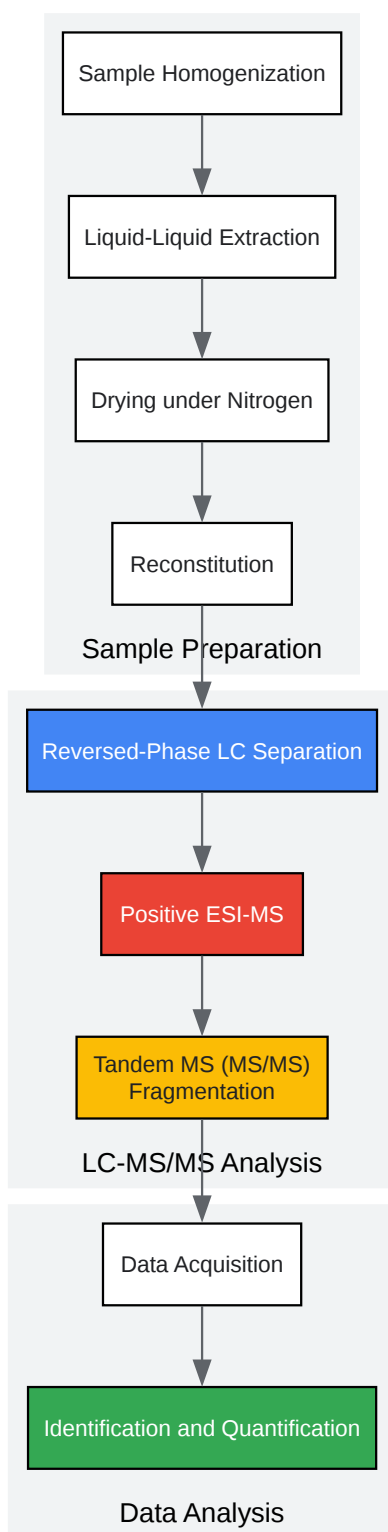 Sample Homogenization
Liquid-Liquid Extraction
Drying under Nitrogen
Reconstitution
Sample Preparation
Reversed-Phase LC Separation
Positive ESI-MS
Tandem MS (MS/MS)
Fragmentation
LC-MS/MS Analysis
Data Acquisition
Identification and Quantification
Data Analysis